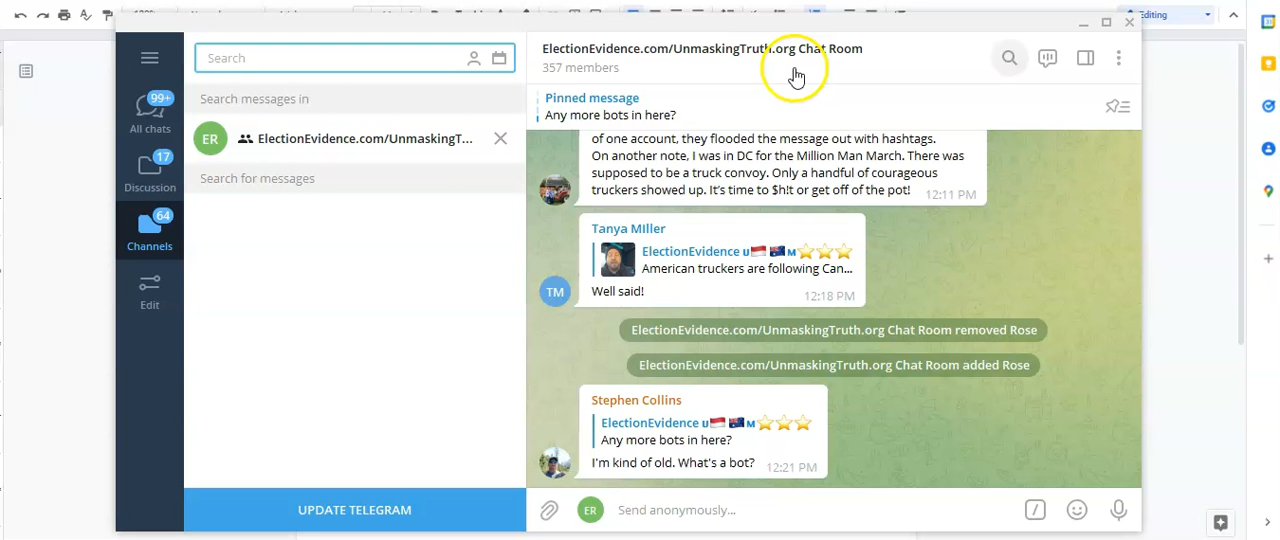 Editing
Search
ElectionEvidence.com/UnmaskingTruth.org Chat Room
357 members
99+
All chats
17
Discussion
64
Channels
Edit
Search messages in
ER
ElectionEvidence.com/UnmaskingT...
Search for messages
UPDATE TELEGRAM
Pinned message
Any more bots in here?
of one account, they flooded the message out with hashtags.
On another note, I was in DC for the Million Man March. There was
supposed to be a truck convoy. Only a handful of courageous
truckers showed up. It's time to $h!t or get off of the pot!
12:11 PM
Tanya Miller
ElectionEvidence U🇮🇩 🇦🇺M⭐⭐⭐
American truckers are following Can...
TM
Well said!
12:18 PM
ElectionEvidence.com/UnmaskingTruth.org Chat Room removed Rose
ElectionEvidence.com/UnmaskingTruth.org Chat Room added Rose
Stephen Collins
ElectionEvidence U🇮🇩 🇦🇺M⭐⭐⭐
Any more bots in here?
I'm kind of old. What's a bot?
12:21 PM
ER
Send anonymously...